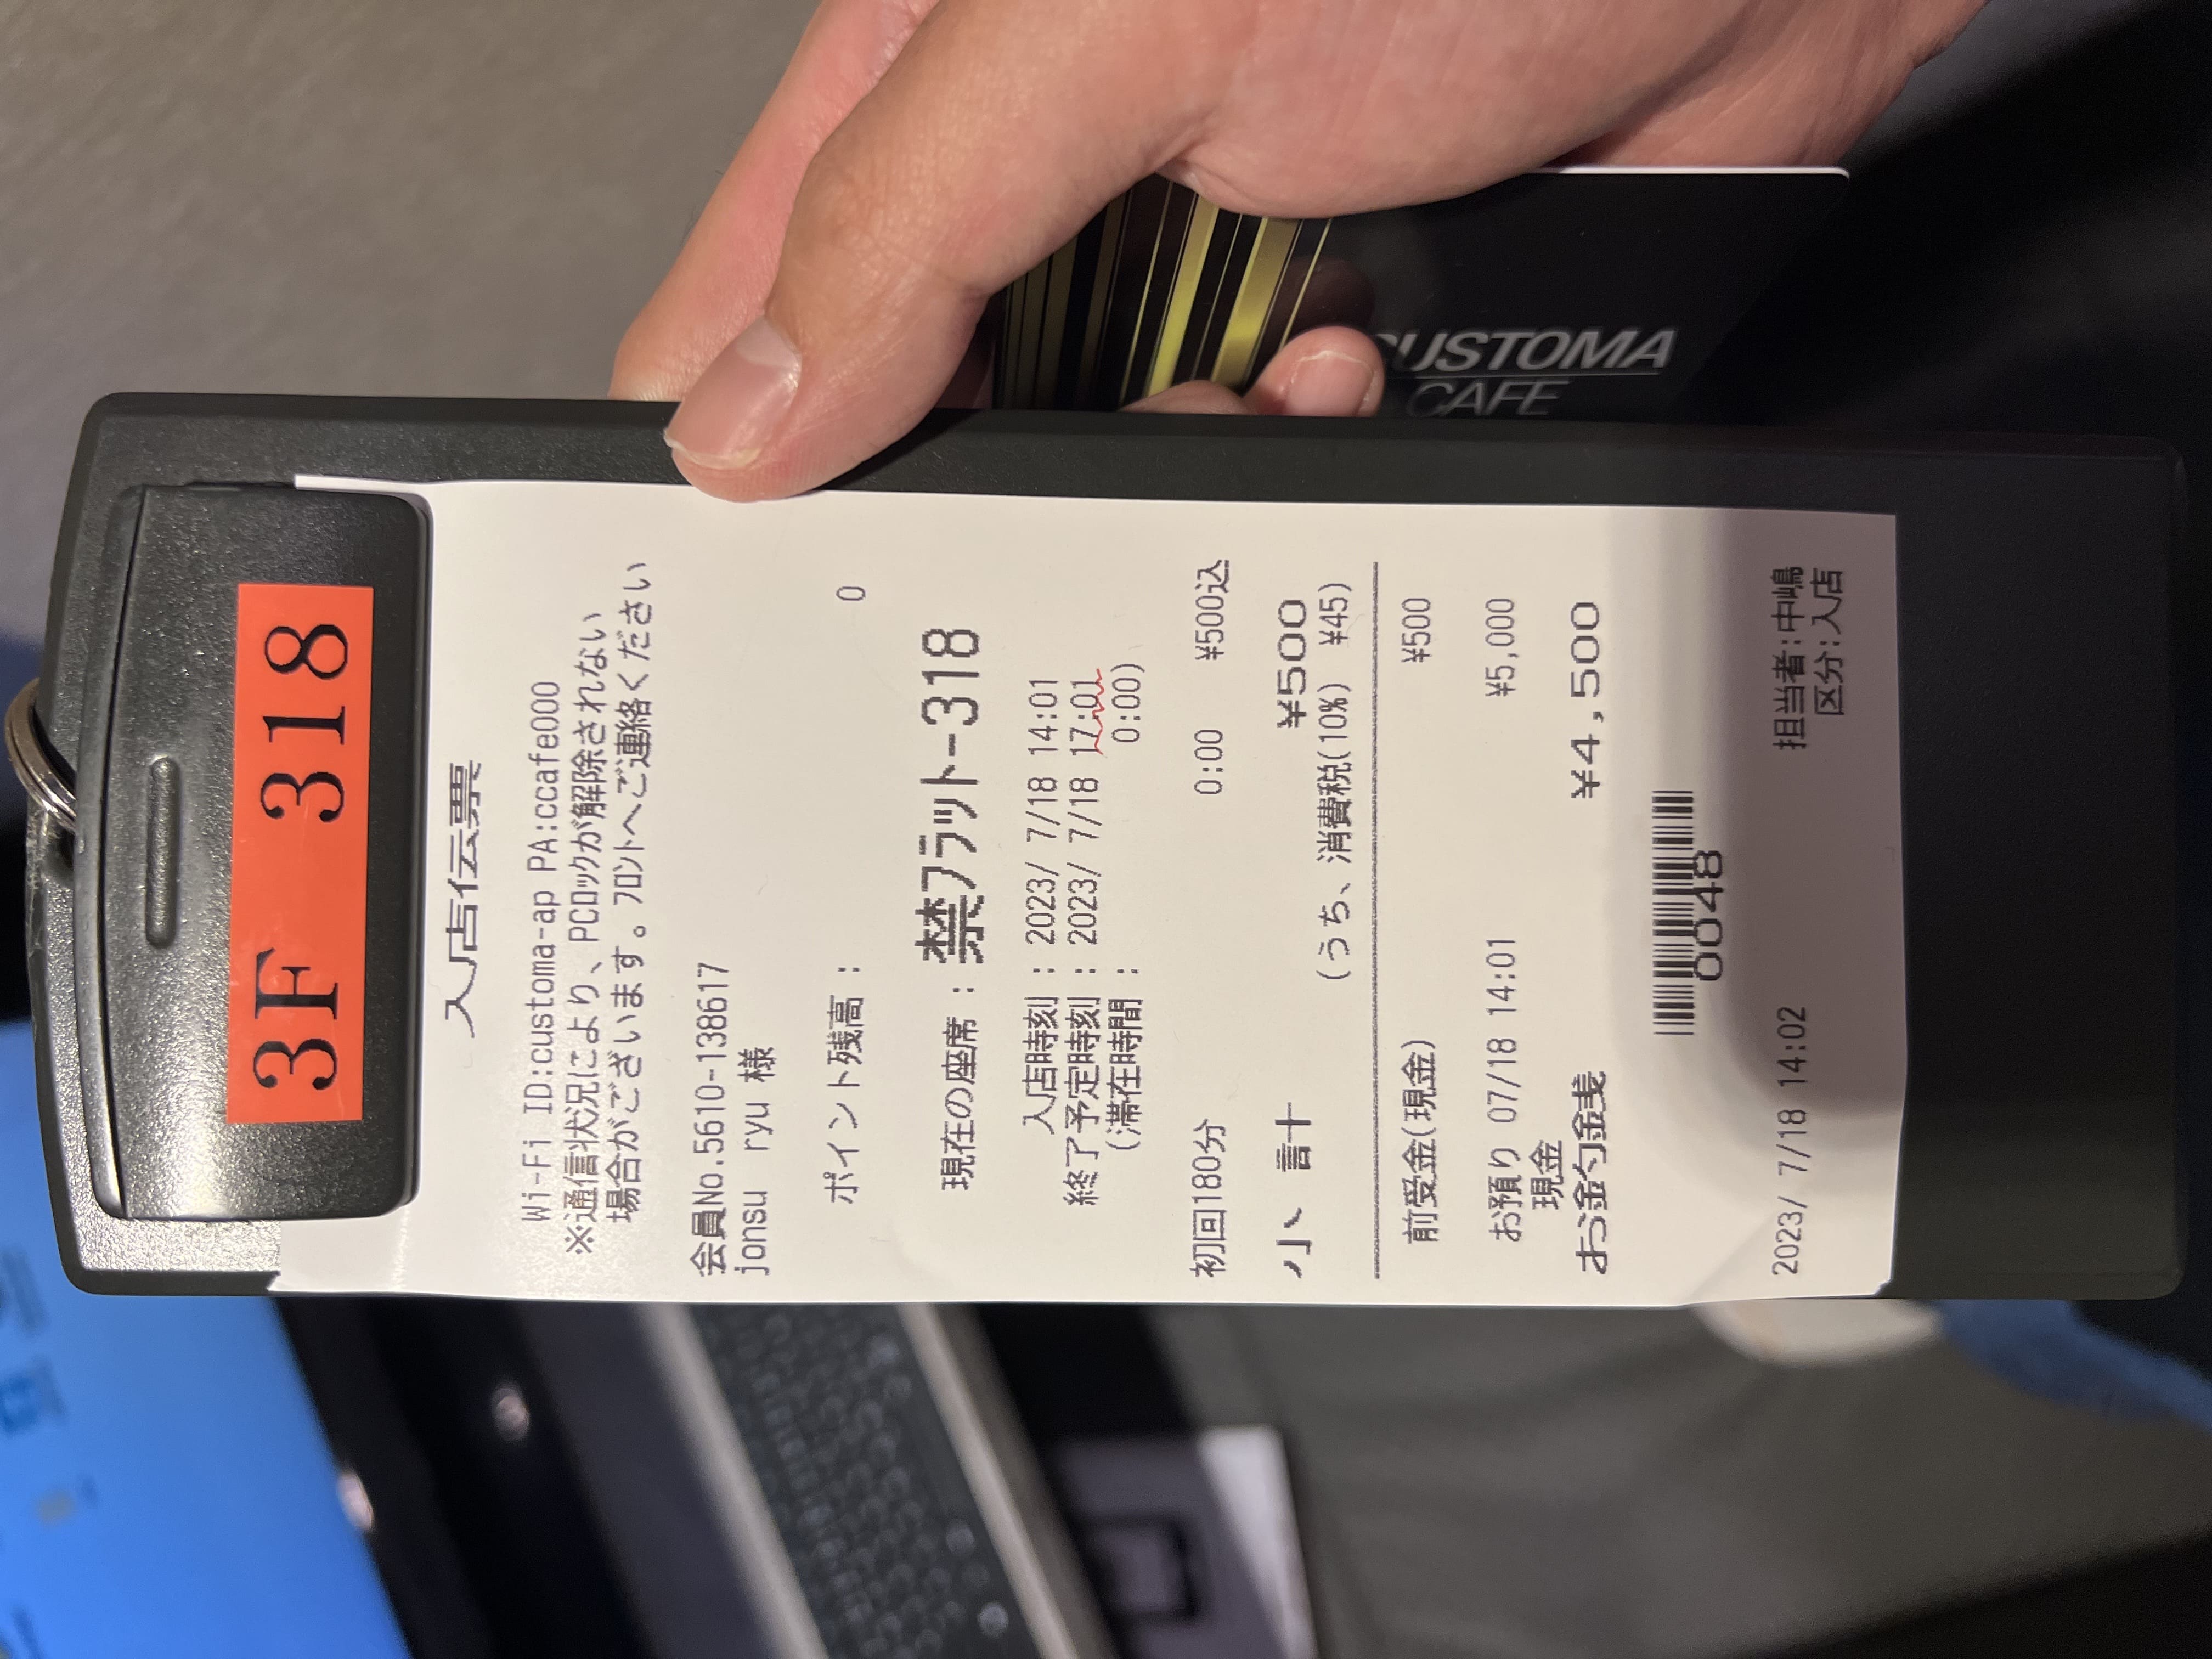 3F 318
入店伝票
Wi-Fi ID:customa-ap PA:ccafe000
※通信状況により、PCﾛｯｸが解除されない
場合がございます。ﾌﾛﾝﾄへご連絡ください
会員No.5610-138617
jonsu ryu 様
ポイント残高 : 0
現在の座席 : 禁ﾌﾗｯﾄ-318
入店時刻 : 2023/ 7/18 14:01
終了予定時刻 : 2023/ 7/18 17:01
(滞在時間 : 0:00)
初回180分 0:00 ¥500込
小 計 ¥500
(うち、消費税(10%) ¥45)
前受金(現金) ¥500
お預り 07/18 14:01 ¥5,000
現金
お釣銭 ¥4,500
0048
2023/ 7/18 14:02 担当者:中嶋
区分:入店
CUSTOMA
CAFE